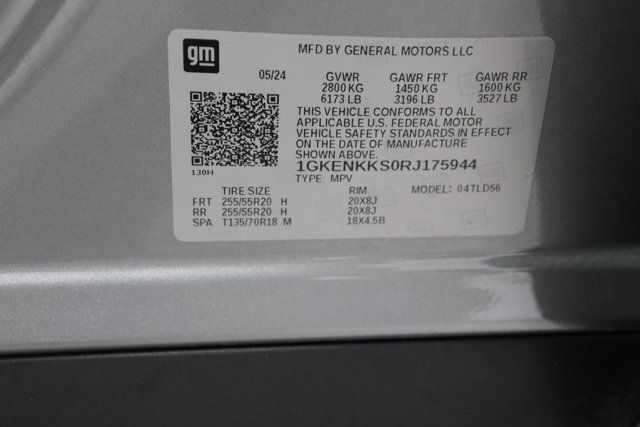 gm
MFD BY GENERAL MOTORS LLC
05/24 GVWR GAWR FRT GAWR RR
2800 KG 1450 KG 1600 KG
6173 LB 3196 LB 3527 LB
THIS VEHICLE CONFORMS TO ALL
APPLICABLE U.S. FEDERAL MOTOR
VEHICLE SAFETY STANDARDS IN EFFECT
ON THE DATE OF MANUFACTURE
SHOWN ABOVE.
1GKENKKS0RJ175944
130H
TYPE: MPV
TIRE SIZE RIM MODEL: 04TLD56
FRT 255/55R20 H 20X8J
RR 255/55R20 H 20X8J
SPA T135/70R18 M 18X4.5B